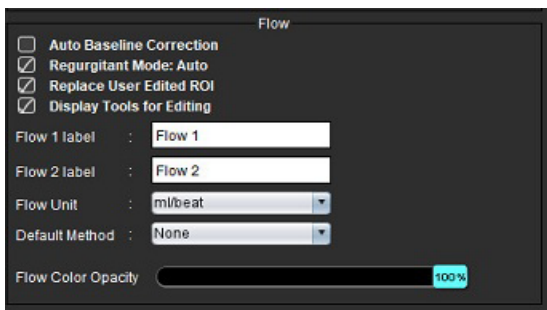 Flow
Auto Baseline Correction
Regurgitant Mode: Auto
Replace User Edited ROI
Display Tools for Editing
Flow 1 label : Flow 1
Flow 2 label : Flow 2
Flow Unit : ml/beat
Default Method : None
Flow Color Opacity 100%